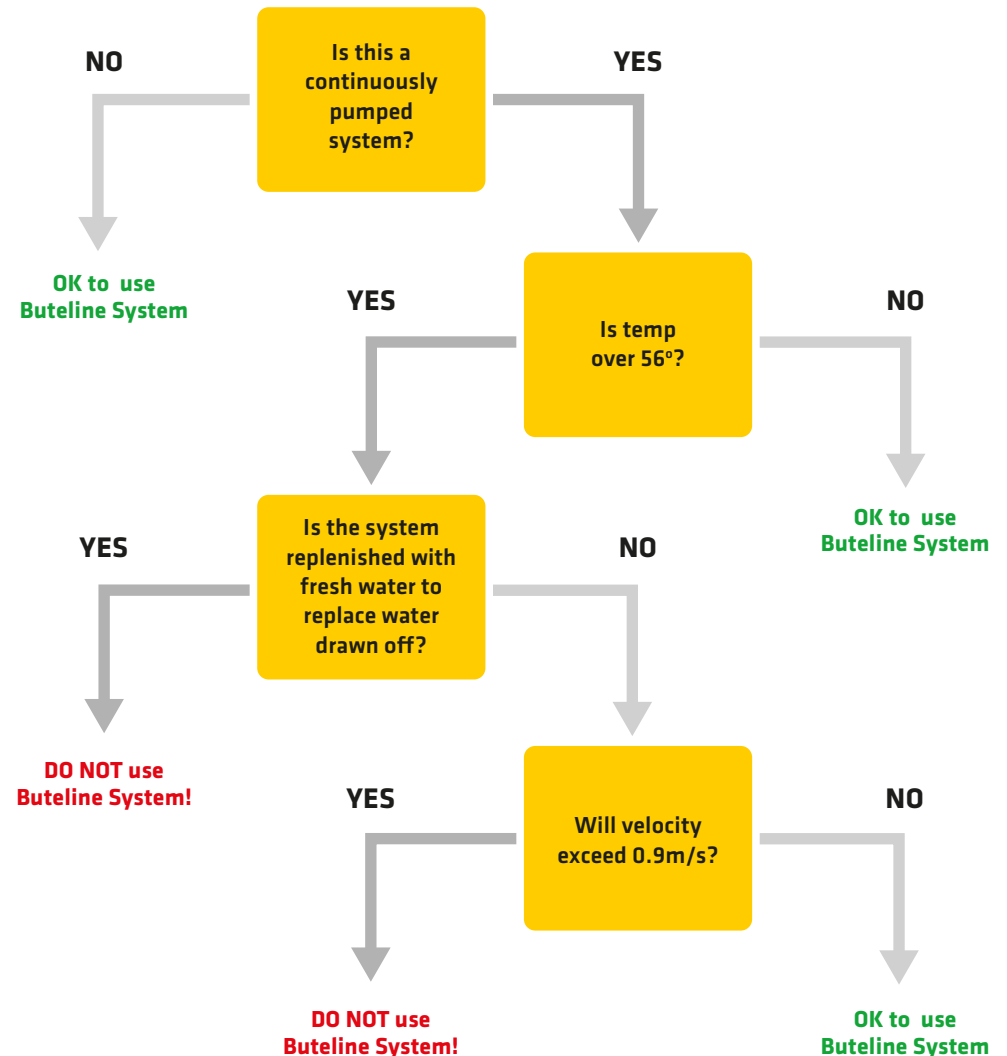 NO
Is this a
continuously
pumped
system?
YES
OK to use
Buteline System
YES
Is temp
over 56º?
NO
OK to use
Buteline System
YES
Is the system
replenished with
fresh water to
replace water
drawn off?
NO
DO NOT use
Buteline System!
YES
Will velocity
exceed 0.9m/s?
NO
DO NOT use
Buteline System!
OK to use
Buteline System